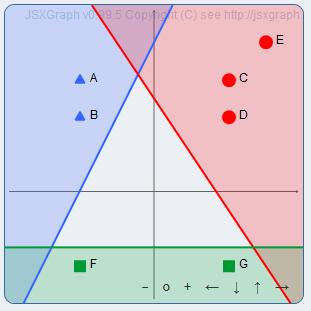 JSXGraph v0.99.5 Copyright (C) see http://jsxgraph
E
A
C
B
D
F
G
– o + ← ↓ ↑ →